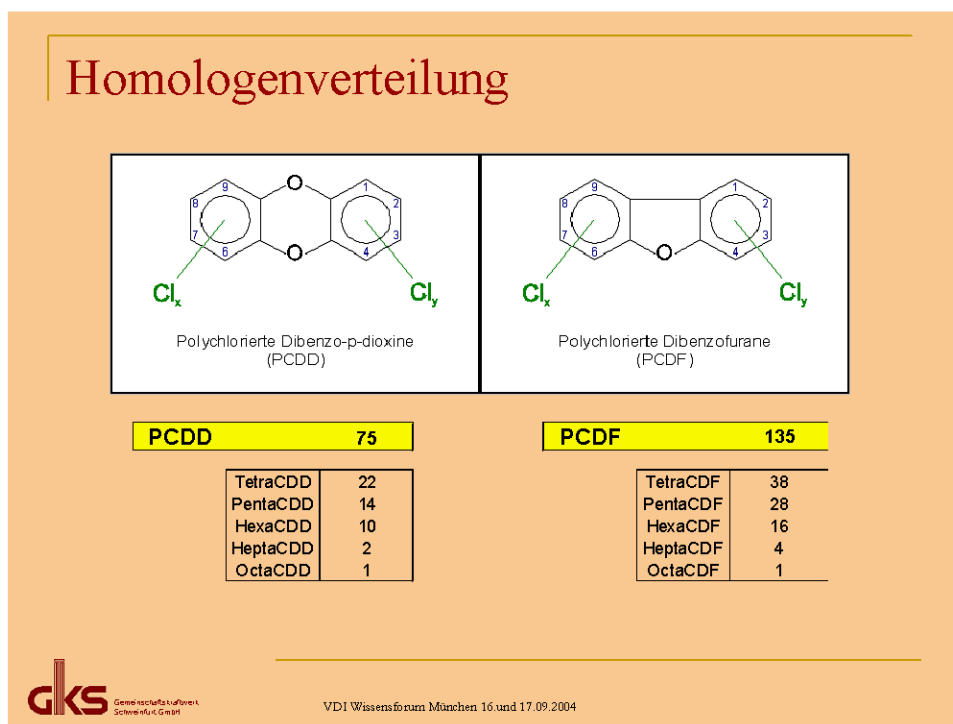 Homologenverteilung
9 O 1
8 2
7 3
6 O 4
Clx Cly
Polychlorierte Dibenzo-p-dioxine
(PCDD)
9 1
8 2
7 3
6 O 4
Clx Cly
Polychlorierte Dibenzofurane
(PCDF)
PCDD 75
TetraCDD 22
PentaCDD 14
HexaCDD 10
HeptaCDD 2
OctaCDD 1
PCDF 135
TetraCDF 38
PentaCDF 28
HexaCDF 16
HeptaCDF 4
OctaCDF 1
GKS Gemeinschaftskraftwerk
Schweinfurt GmbH
VDI Wissensforum München 16.und 17.09.2004